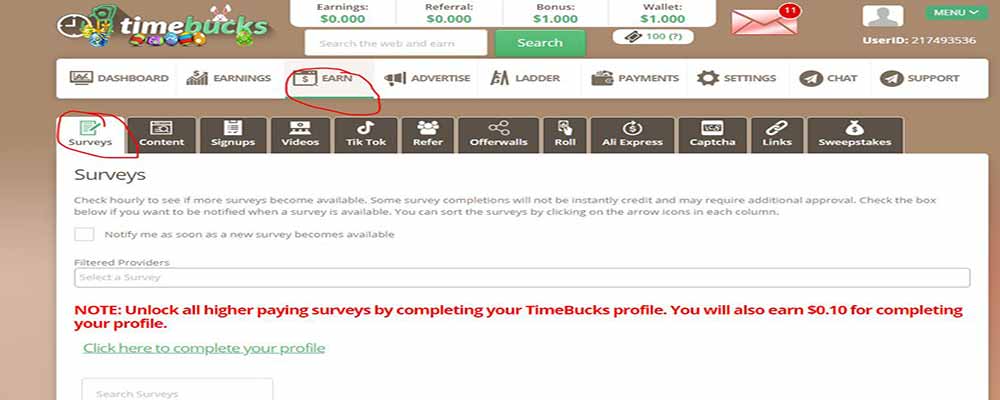 timebucks
Earnings: Referral: Bonus: Wallet:
$0.000 $0.000 $1.000 $1.000
11
MENU
Search the web and earn Search
100 (?)
UserID: 217493536
DASHBOARD EARNINGS EARN ADVERTISE LADDER PAYMENTS SETTINGS CHAT SUPPORT
Surveys Content Signups Videos Tik Tok Refer Offerwalls Roll Ali Express Captcha Links Sweepstakes
Surveys
Check hourly to see if more surveys become available. Some survey completions will not be instantly credit and may require additional approval. Check the box
below if you want to be notified when a survey is available. You can sort the surveys by clicking on the arrow icons in each column.
Notify me as soon as a new survey becomes available
Filtered Providers
Select a Survey
NOTE: Unlock all higher paying surveys by completing your TimeBucks profile. You will also earn $0.10 for completing
your profile.
Click here to complete your profile
Search Surveys